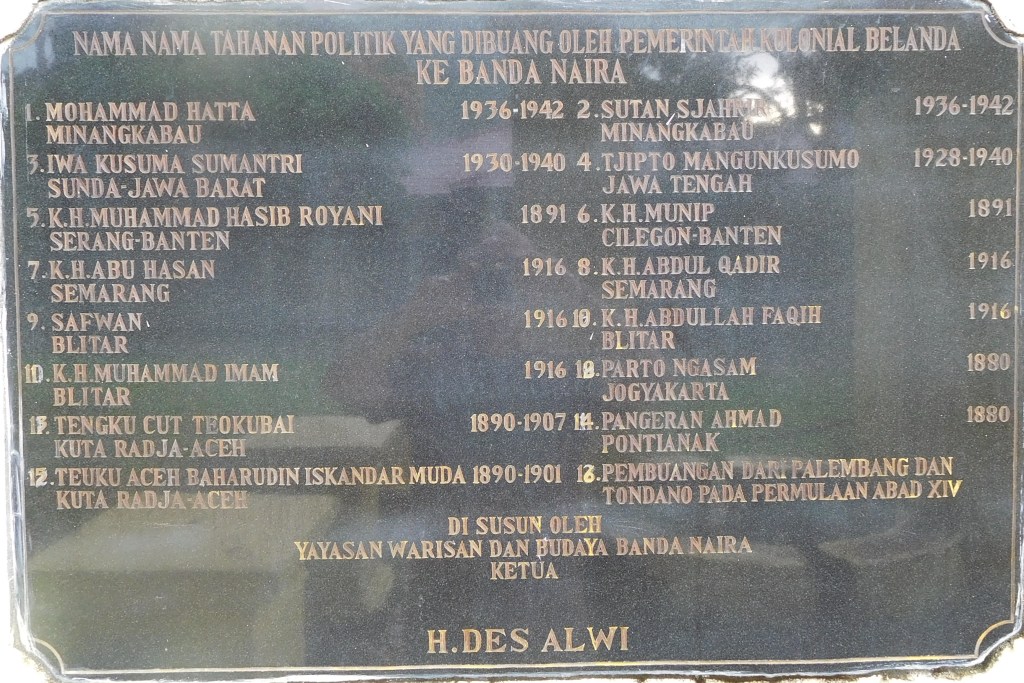 NAMA NAMA TAHANAN POLITIK YANG DIBUANG OLEH PEMERINTAH KOLONIAL BELANDA
KE BANDA NAIRA
1. MOHAMMAD HATTA 1936-1942
MINANGKABAU
2. SUTAN SJAHRIR 1936-1942
MINANGKABAU
3. IWA KUSUMA SUMANTRI 1930-1940
SUNDA-JAWA BARAT
4. TJIPTO MANGUNKUSUMO 1928-1940
JAWA TENGAH
5. K.H.MUHAMMAD HASIB ROYANI 1891
SERANG-BANTEN
6. K.H.MUNIP 1891
CILEGON-BANTEN
7. K.H.ABU HASAN 1916
SEMARANG
8. K.H.ABDUL QADIR 1916
SEMARANG
9. SAFWAN 1916
BLITAR
10. K.H.ABDULLAH FAQIH 1916
BLITAR
K.H.MUHAMMAD IMAM 1916
BLITAR
12. PARTO NGASAM 1880
JOGYAKARTA
TENGKU CUT TEOKUBAI 1890-1907
KUTA RADJA-ACEH
14. PANGERAN AHMAD 1880
PONTIANAK
TEUKU ACEH BAHARUDIN ISKANDAR MUDA 1890-1901
KUTA RADJA-ACEH
PEMBUANGAN DARI PALEMBANG DAN
TONDANO PADA PERMULAAN ABAD XIV
DI SUSUN OLEH
YAYASAN WARISAN DAN BUDAYA BANDA NAIRA
KETUA
H.DES ALWI